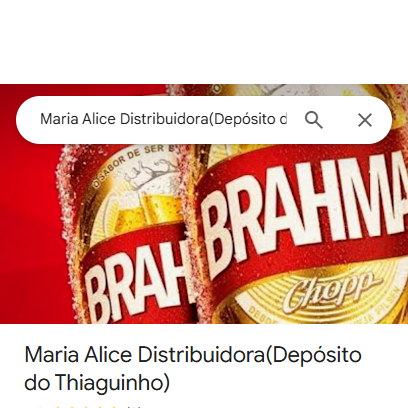 Maria Alice Distribuidora(Depósito d
O SABOR DE SER B
BRAHMA
BRAH
Chopp
Maria Alice Distribuidora(Depósito
do Thiaguinho)